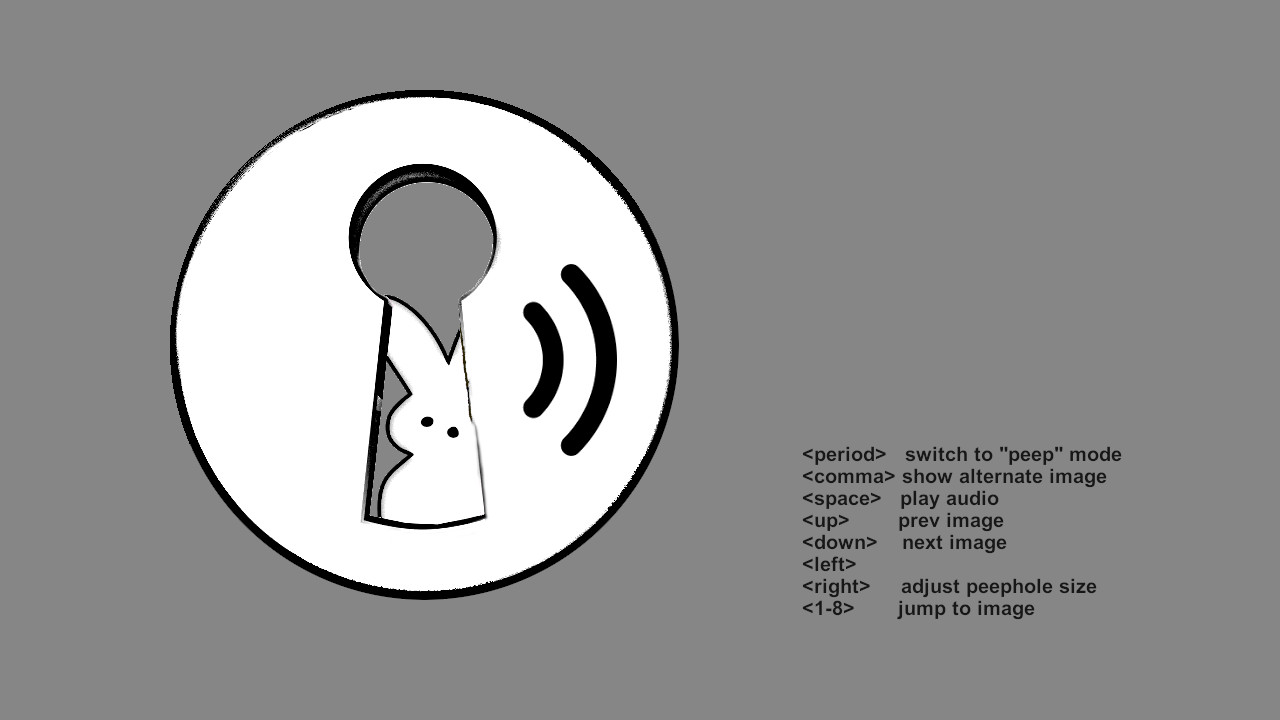 <period> switch to "peep" mode
<comma> show alternate image
<space> play audio
<up> prev image
<down> next image
<left>
<right> adjust peephole size
<1-8> jump to image